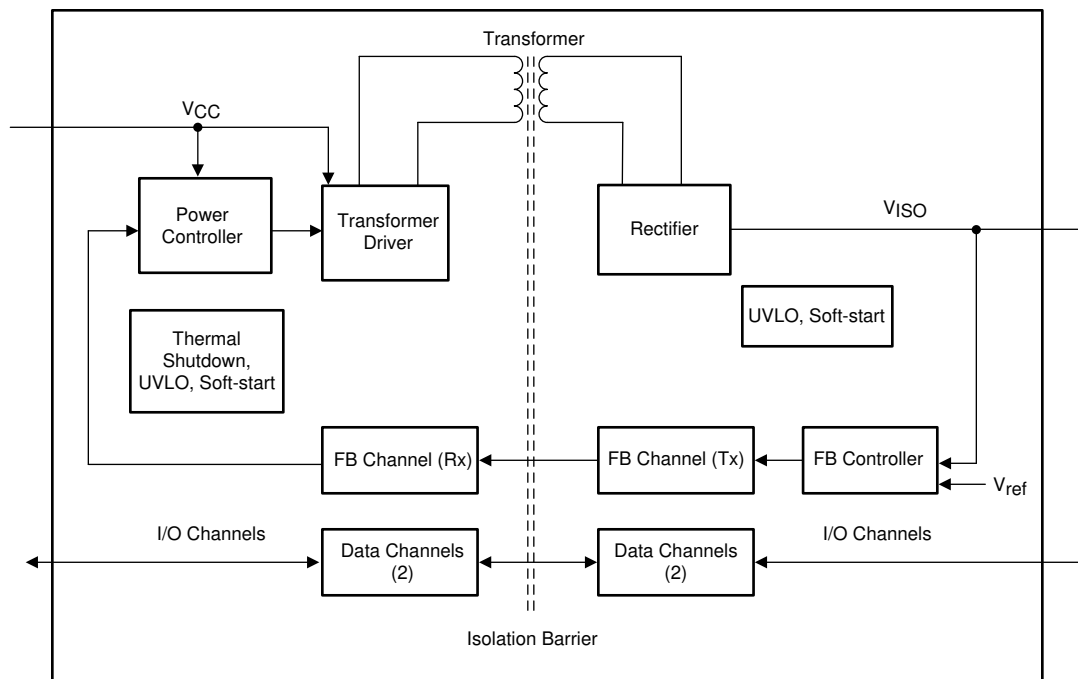 Transformer
VCC
Power
Controller
Transformer
Driver
Rectifier
VISO
Thermal
Shutdown,
UVLO, Soft-start
UVLO, Soft-start
FB Channel (Rx)
FB Channel (Tx)
FB Controller
Vref
I/O Channels
Data Channels
(2)
Data Channels
(2)
I/O Channels
Isolation Barrier